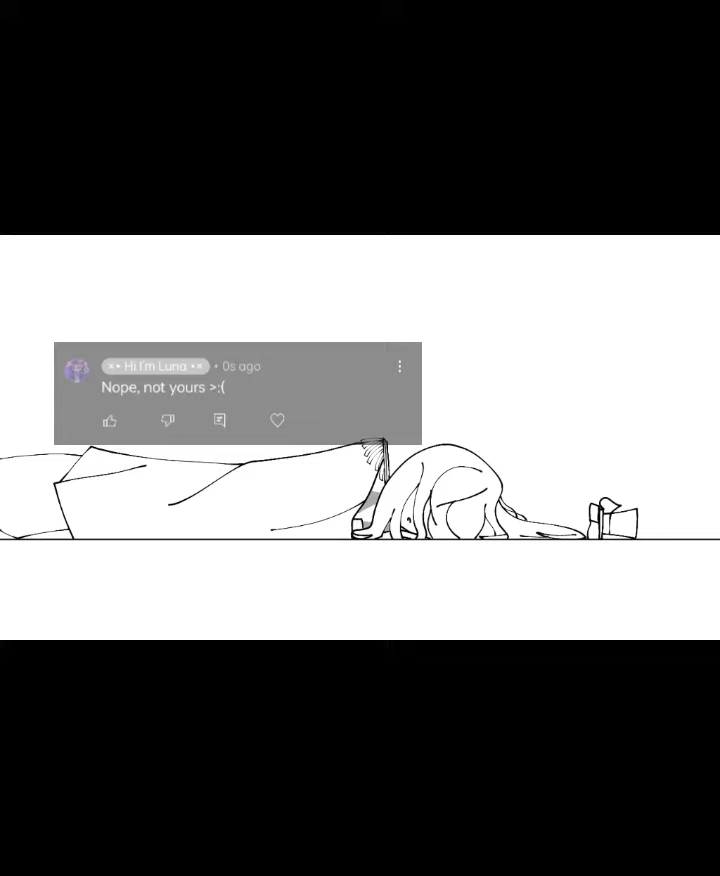 ×• Hi I'm Luna •× • 0s ago
Nope, not yours >:(